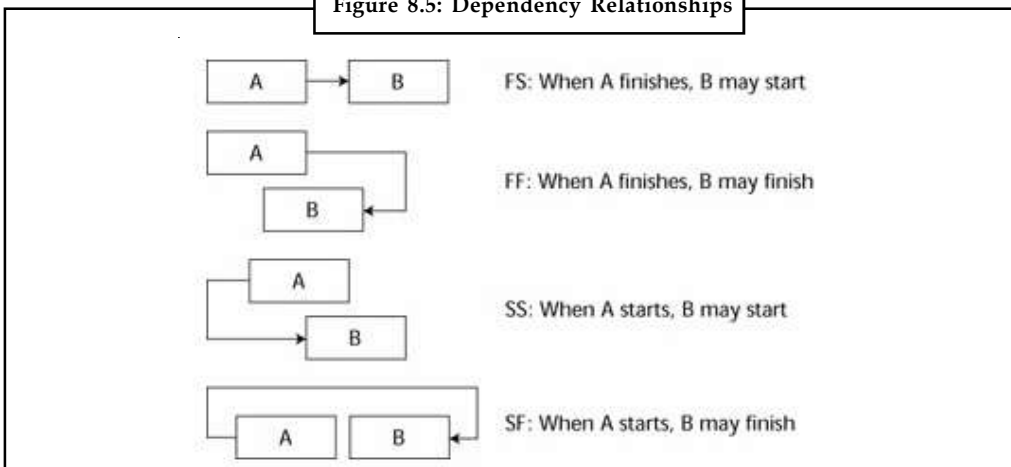 Figure 8.5: Dependency Relationships
A B FS: When A finishes, B may start
A
FF: When A finishes, B may finish
B
A
SS: When A starts, B may start
B
A B SF: When A starts, B may finish